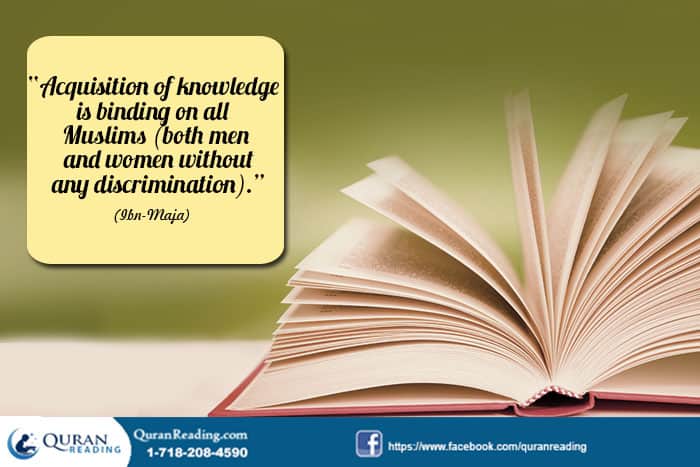 “Acquisition of knowledge
is binding on all
Muslims (both men
and women without
any discrimination).”
(Ibn-Maja)
QURAN
READING
QuranReading.com
1-718-208-4590
https://www.facebook.com/quranreading